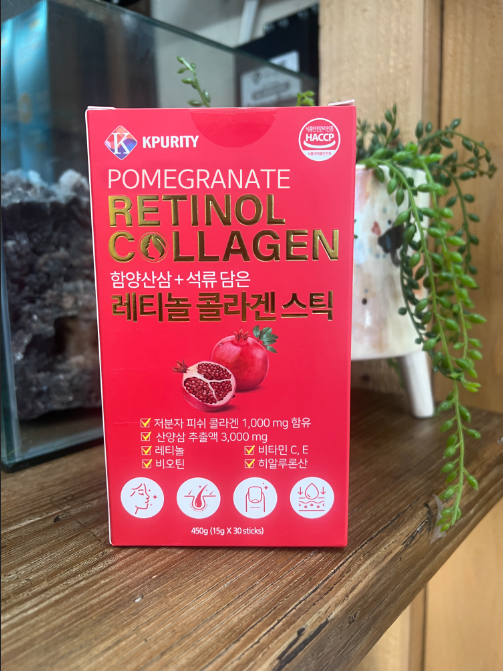 KPURITY
HACCP
POMEGRANATE
RETINOL
COLLAGEN
함양산삼 + 석류 담은
레티놀 콜라겐 스틱
저분자 피쉬 콜라겐 1,000 mg 함유
산양삼 추출액 3,000 mg
레티놀 비타민 C, E
비오틴 히알루론산
450g (15g X 30 sticks)